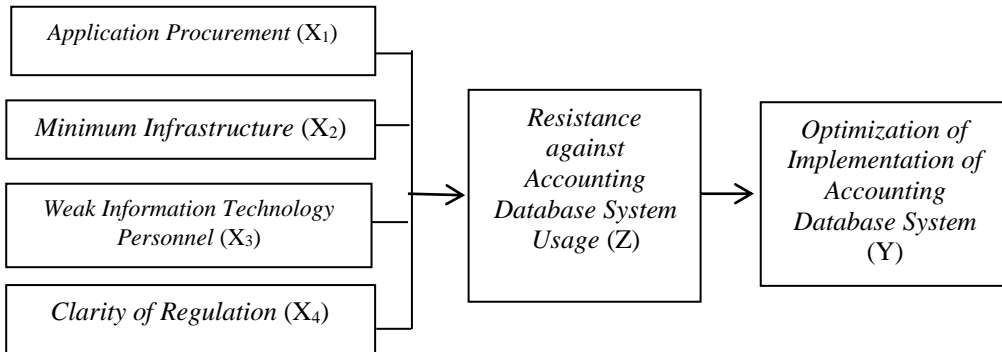 Application Procurement (X₁)
Minimum Infrastructure (X₂)
Weak Information Technology
Personnel (X₃)
Clarity of Regulation (X₄)
Resistance
against
Accounting
Database System
Usage (Z)
Optimization of
Implementation of
Accounting
Database System
(Y)